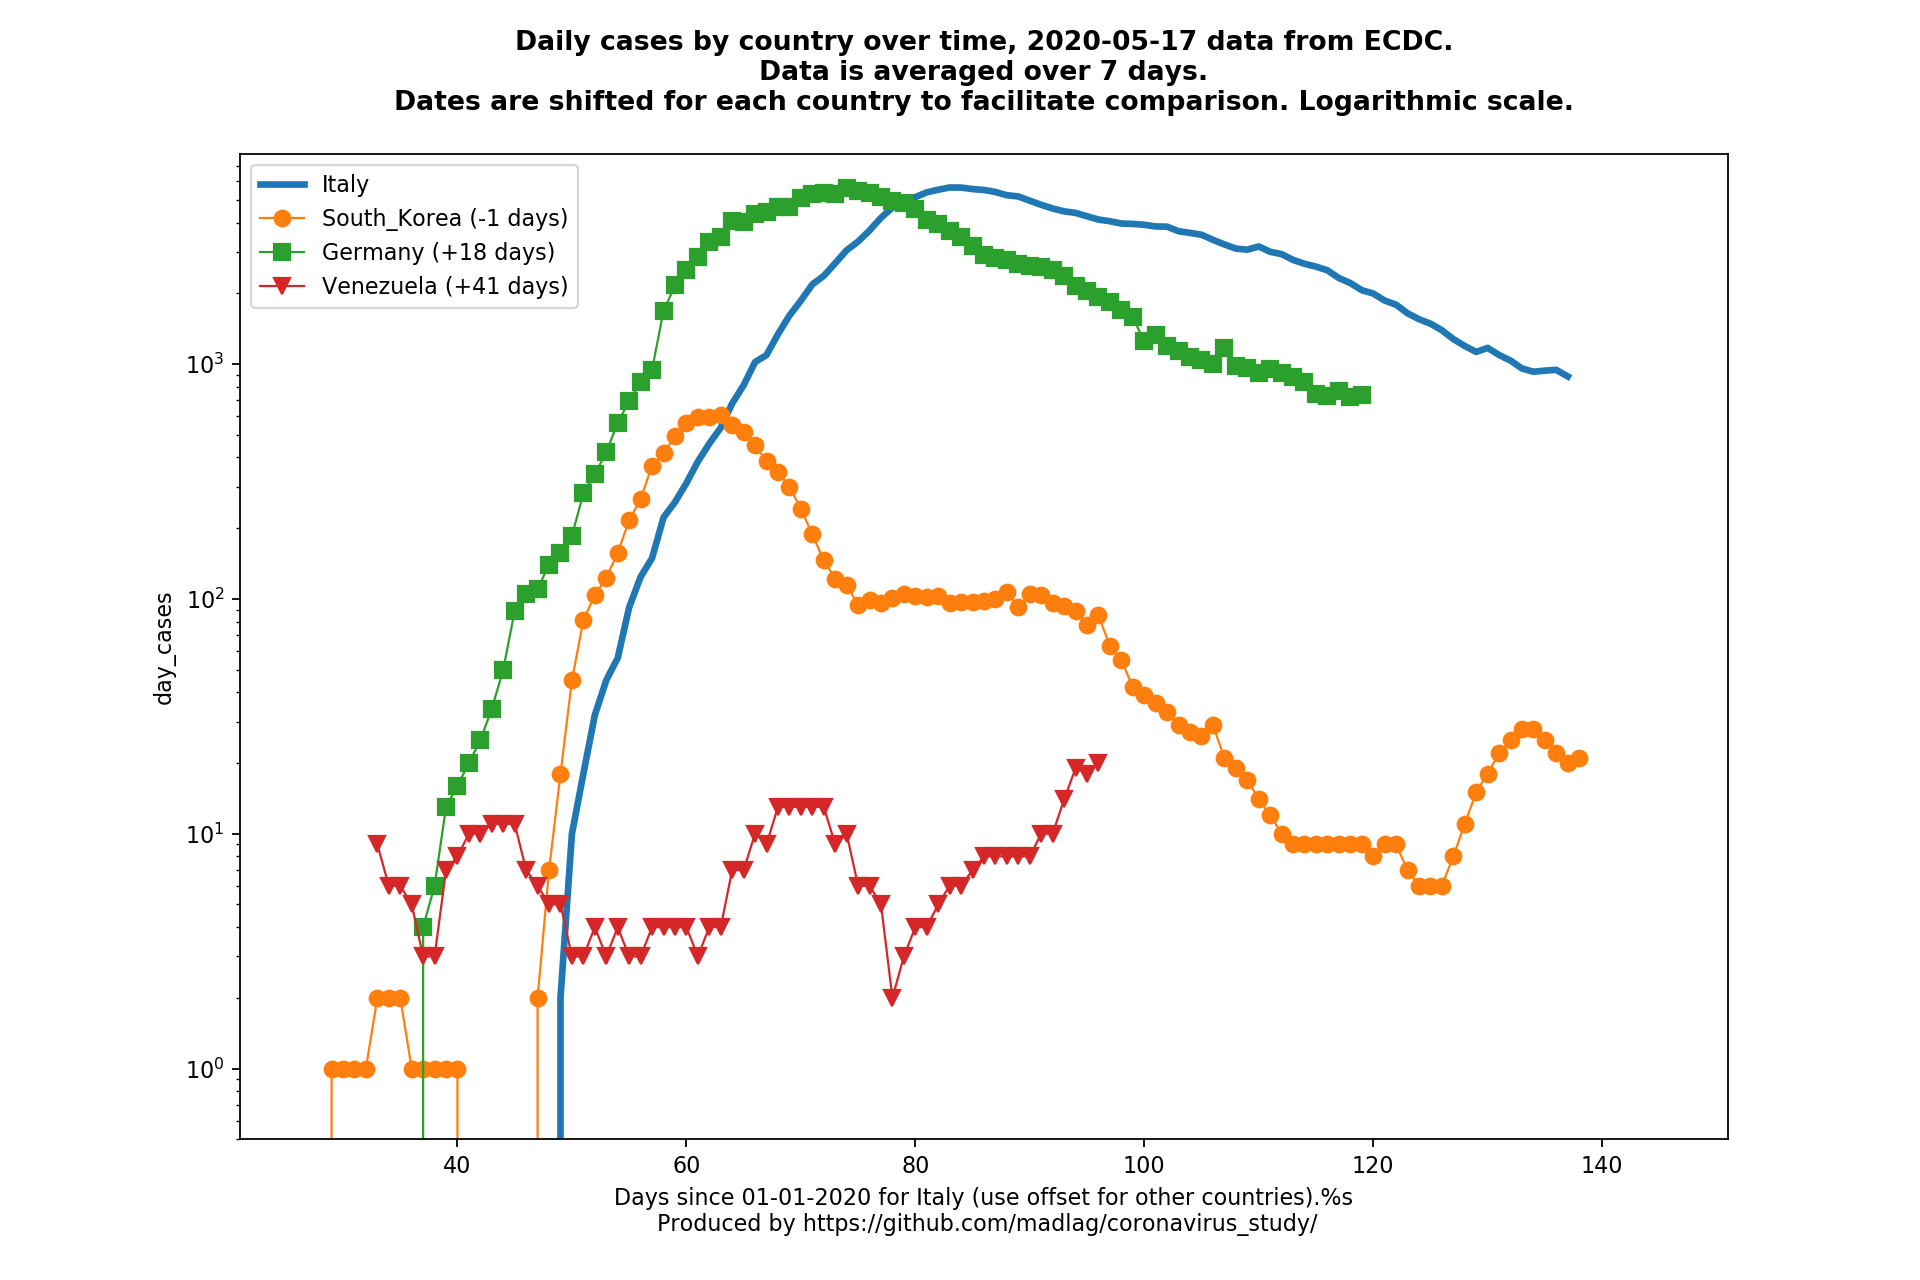 Daily cases by country over time, 2020-05-17 data from ECDC.
Data is averaged over 7 days.
Dates are shifted for each country to facilitate comparison. Logarithmic scale.
Italy
South_Korea (-1 days)
Germany (+18 days)
Venezuela (+41 days)
10³
10²
10¹
10⁰
day_cases
40 60 80 100 120 140
Days since 01-01-2020 for Italy (use offset for other countries).%s
Produced by https://github.com/madlag/coronavirus_study/